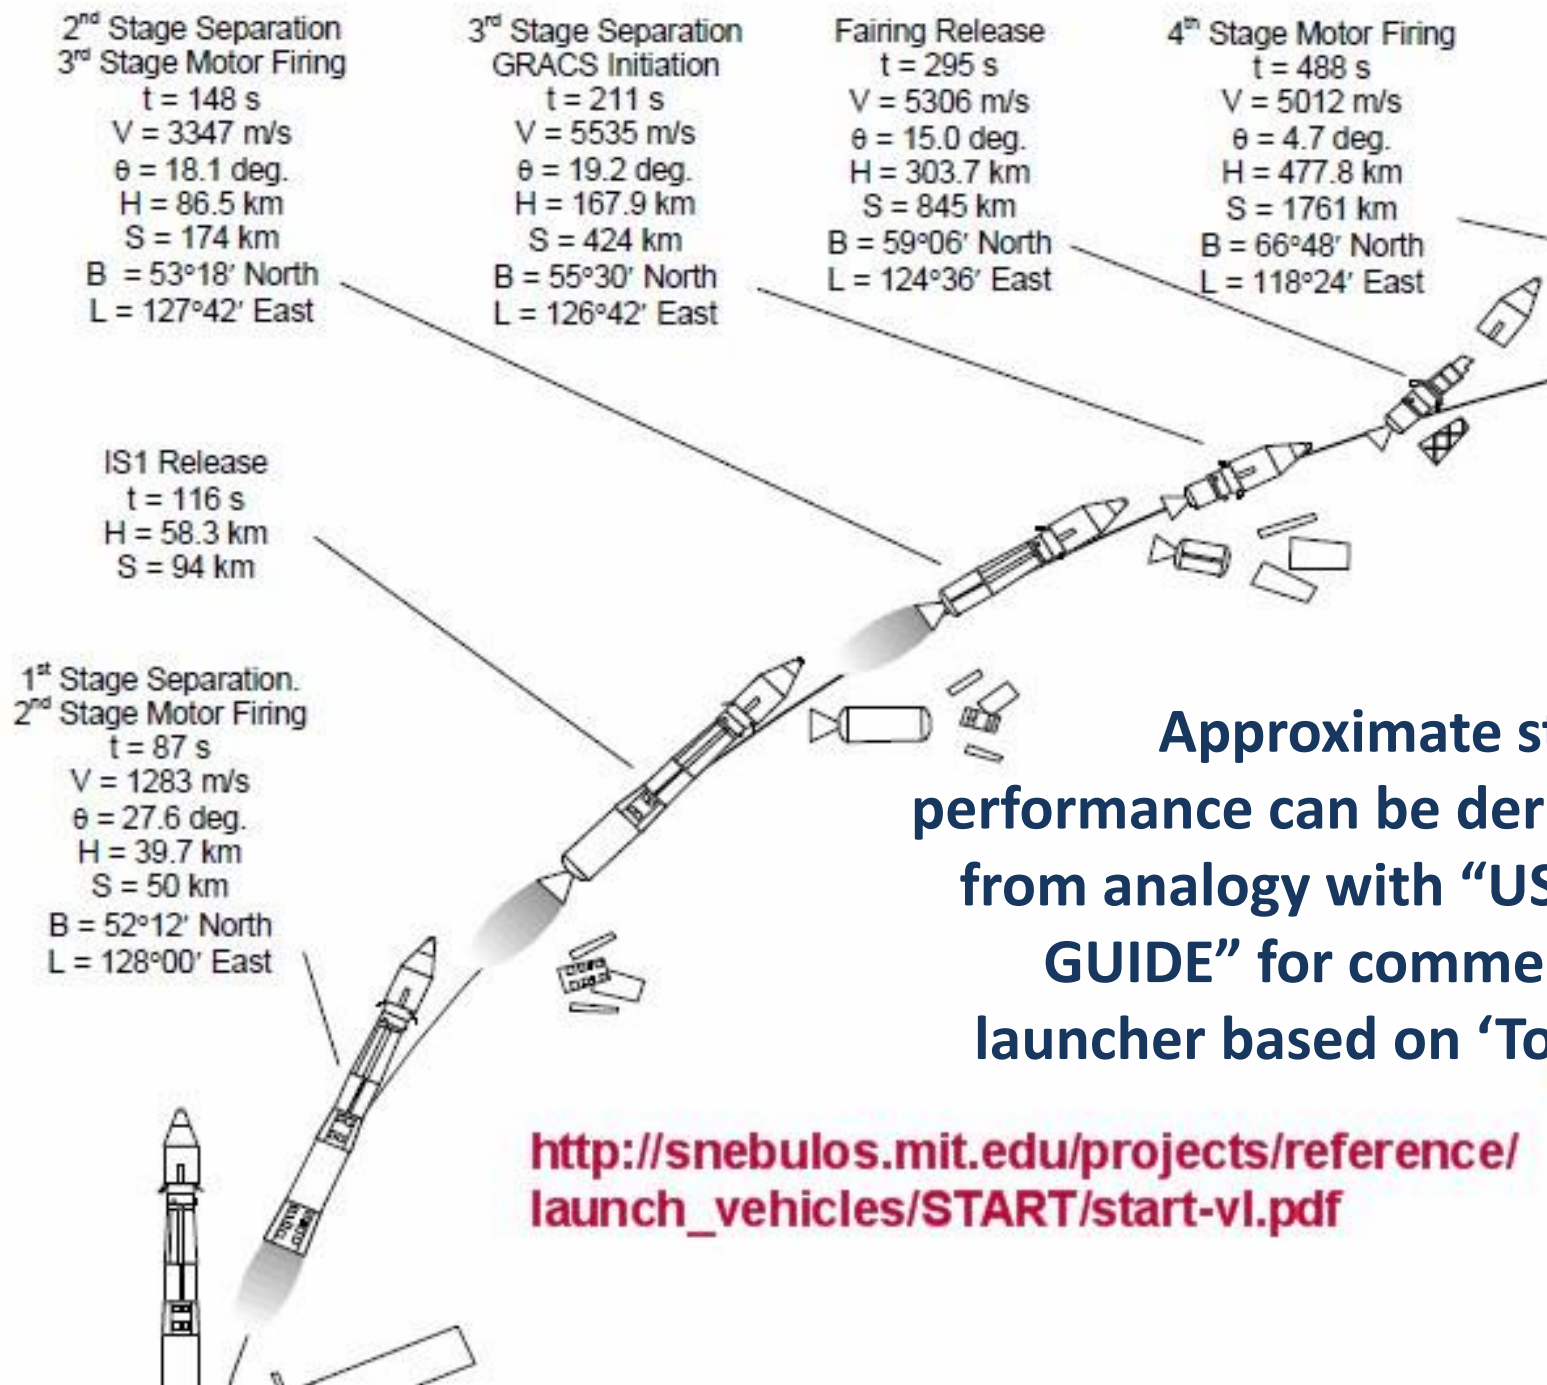 2nd Stage Separation
3rd Stage Motor Firing
t = 148 s
V = 3347 m/s
θ = 18.1 deg.
H = 86.5 km
S = 174 km
B = 53°18′ North
L = 127°42′ East
3rd Stage Separation
GRACS Initiation
t = 211 s
V = 5535 m/s
θ = 19.2 deg.
H = 167.9 km
S = 424 km
B = 55°30′ North
L = 126°42′ East
Fairing Release
t = 295 s
V = 5306 m/s
θ = 15.0 deg.
H = 303.7 km
S = 845 km
B = 59°06′ North
L = 124°36′ East
4th Stage Motor Firing
t = 488 s
V = 5012 m/s
θ = 4.7 deg.
H = 477.8 km
S = 1761 km
B = 66°48′ North
L = 118°24′ East
IS1 Release
t = 116 s
H = 58.3 km
S = 94 km
1st Stage Separation.
2nd Stage Motor Firing
t = 87 s
V = 1283 m/s
θ = 27.6 deg.
H = 39.7 km
S = 50 km
B = 52°12′ North
L = 128°00′ East
Approximate st
performance can be der
from analogy with “US
GUIDE” for comme
launcher based on ‘To
http://snebulos.mit.edu/projects/reference/
launch_vehicles/START/start-vl.pdf